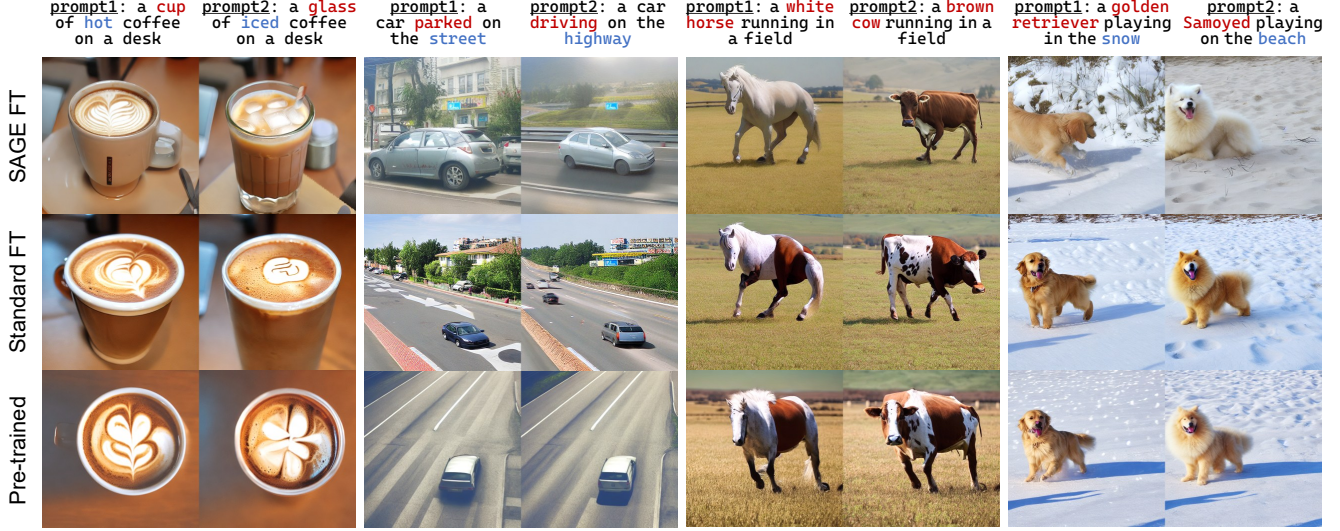 prompt1: a cup
of hot coffee
on a desk
prompt2: a glass
of iced coffee
on a desk
prompt1: a
car parked on
the street
prompt2: a car
driving on the
highway
prompt1: a white
horse running in
a field
prompt2: a brown
cow running in a
field
prompt1: a golden
retriever playing
in the snow
prompt2: a
Samoyed playing
on the beach
SAGE FT
Standard FT
Pre-trained